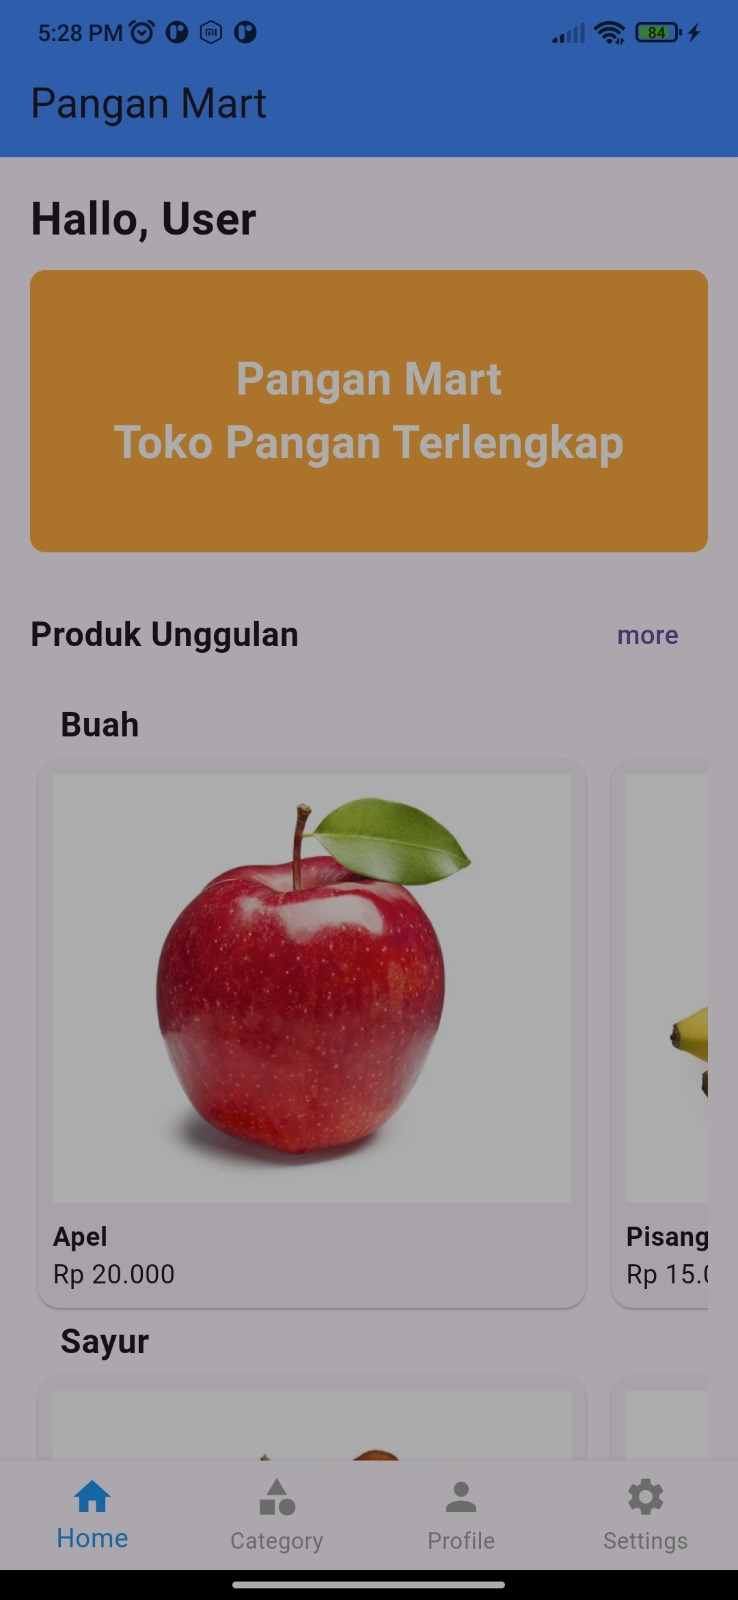 5:28 PM
84
Pangan Mart
Hallo, User
Pangan Mart
Toko Pangan Terlengkap
Produk Unggulan
more
Buah
Apel
Rp 20.000
Pisang
Rp 15.0
Sayur
Home
Category
Profile
Settings